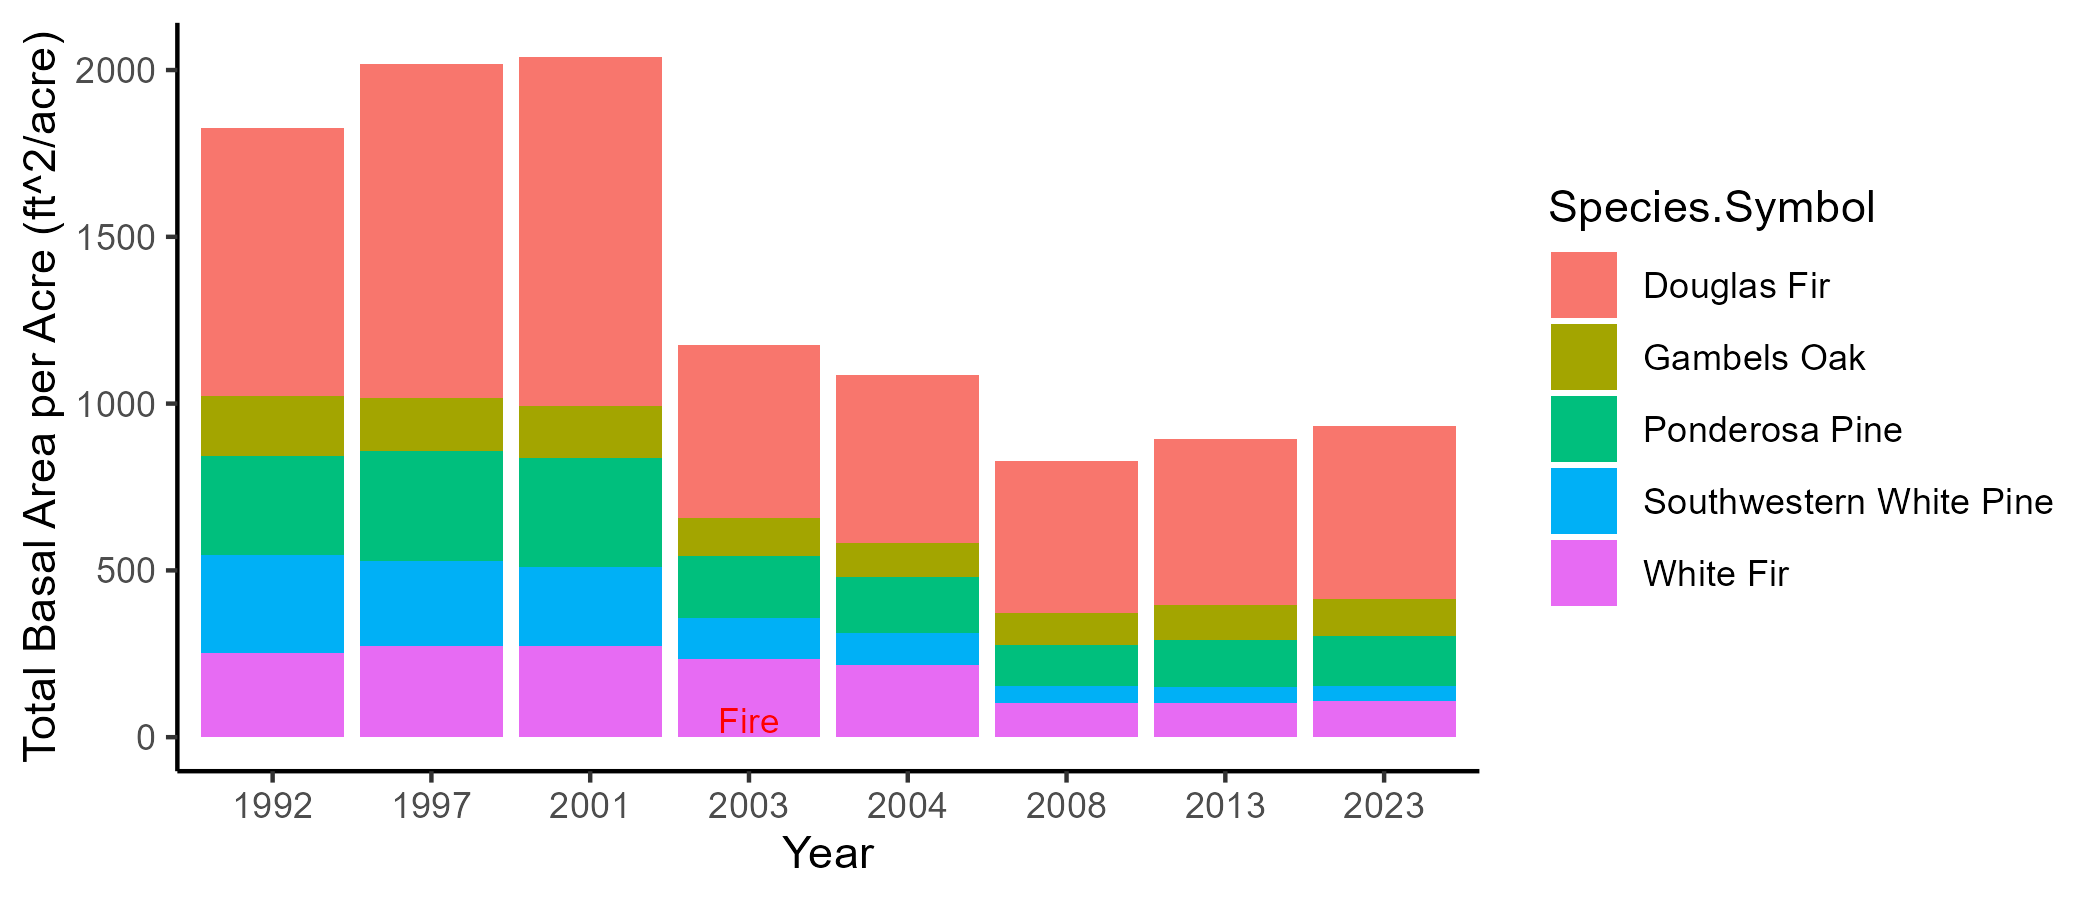 Total Basal Area per Acre (ft^2/acre)
2000
1500
1000
500
0
Fire
1992 1997 2001 2003 2004 2008 2013 2023
Year
Species.Symbol
Douglas Fir
Gambels Oak
Ponderosa Pine
Southwestern White Pine
White Fir